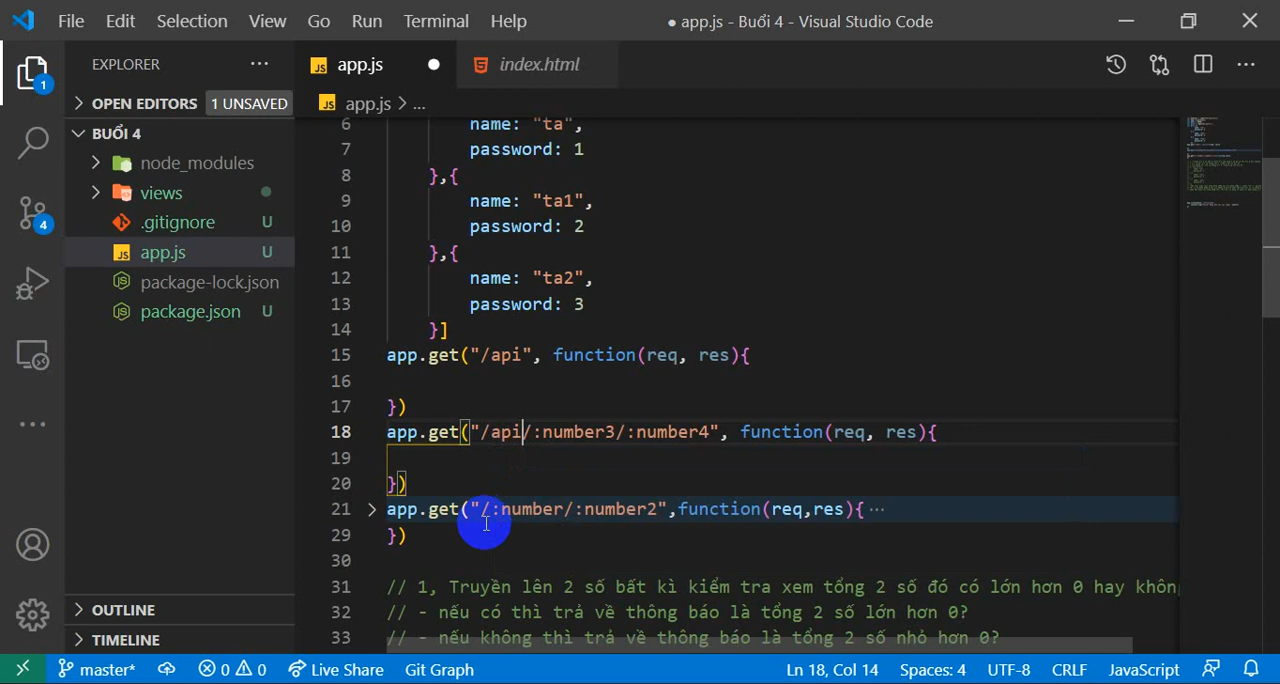 File Edit Selection View Go Run Terminal Help
● app.js - Buổi 4 - Visual Studio Code
EXPLORER ...
JS app.js ●
5 index.html
OPEN EDITORS 1 UNSAVED
JS app.js > ...
BUỔI 4
node_modules
views
.gitignore U
JS app.js U
package-lock.json
package.json U
1
4
6 name: "ta",
7 password: 1
8 },{
9 name: "ta1",
10 password: 2
11 },{
12 name: "ta2",
13 password: 3
14 }]
15 app.get("/api", function(req, res){
16
17 })
18 app.get("/api/:number3/:number4", function(req, res){
19
20 })
21 app.get("/:number/:number2",function(req,res){ ...
29 })
30
31 // 1, Truyền lên 2 số bất kì kiểm tra xem tổng 2 số đó có lớn hơn 0 hay không
32 // - nếu có thì trả về thông báo là tổng 2 số lớn hơn 0?
33 // - nếu không thì trả về thông báo là tổng 2 số nhỏ hơn 0?
OUTLINE
TIMELINE
master* 0 0 Live Share Git Graph Ln 18, Col 14 Spaces: 4 UTF-8 CRLF JavaScript